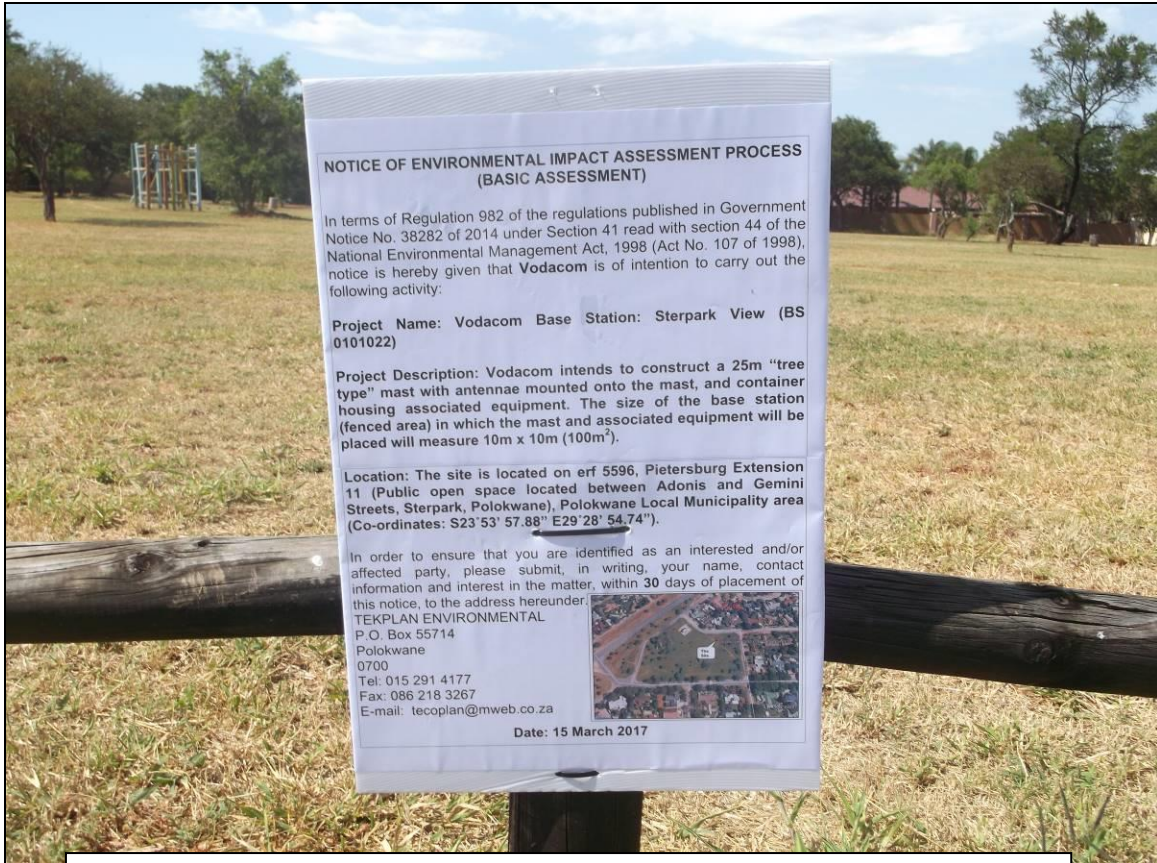 NOTICE OF ENVIRONMENTAL IMPACT ASSESSMENT PROCESS
(BASIC ASSESSMENT)
In terms of Regulation 982 of the regulations published in Government
Notice No. 38282 of 2014 under Section 41 read with section 44 of the
National Environmental Management Act, 1998 (Act No. 107 of 1998),
notice is hereby given that Vodacom is of intention to carry out the
following activity:
Project Name: Vodacom Base Station: Sterpark View (BS
0101022)
Project Description: Vodacom intends to construct a 25m “tree
type” mast with antennae mounted onto the mast, and container
housing associated equipment. The size of the base station
(fenced area) in which the mast and associated equipment will be
placed will measure 10m x 10m (100m²).
Location: The site is located on erf 5596, Pietersburg Extension
11 (Public open space located between Adonis and Gemini
Streets, Sterpark, Polokwane), Polokwane Local Municipality area
(Co-ordinates: S23˚53’ 57.88” E29˚28’ 54.74”).
In order to ensure that you are identified as an interested and/or
affected party, please submit, in writing, your name, contact
information and interest in the matter, within 30 days of placement of
this notice, to the address hereunder:
TEKPLAN ENVIRONMENTAL
P.O. Box 55714
Polokwane
0700
Tel: 015 291 4177
Fax: 086 218 3267
E-mail: tecoplan@mweb.co.za
The
Site
Date: 15 March 2017